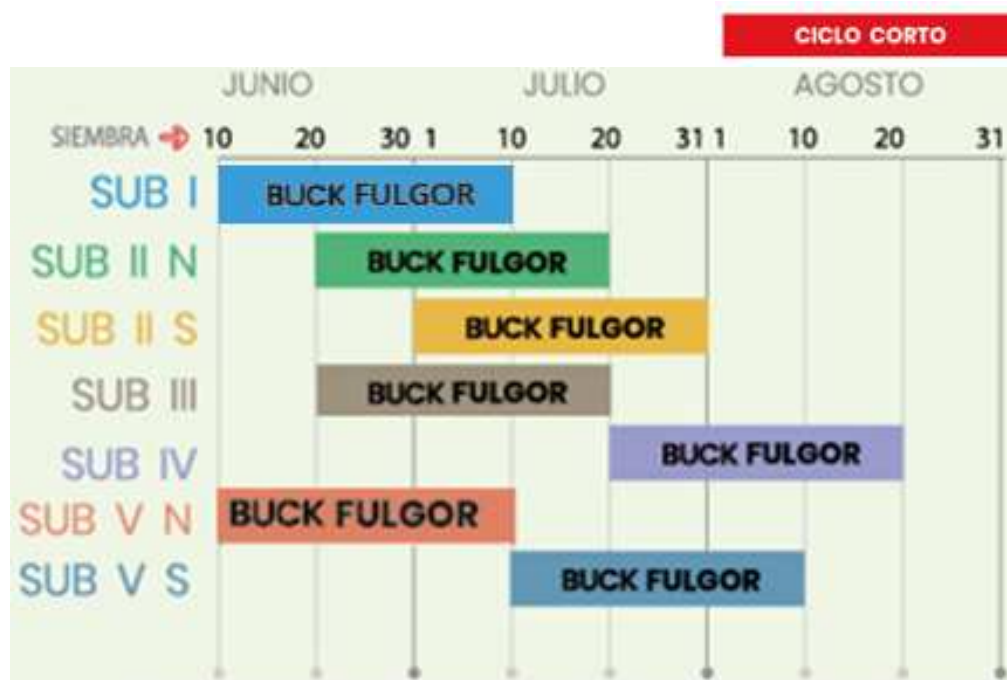 CICLO CORTO
JUNIO JULIO AGOSTO
SIEMBRA 10 20 30 1 10 20 31 1 10 20 31
SUB I BUCK FULGOR
SUB II N BUCK FULGOR
SUB II S BUCK FULGOR
SUB III BUCK FULGOR
SUB IV BUCK FULGOR
SUB V N BUCK FULGOR
SUB V S BUCK FULGOR